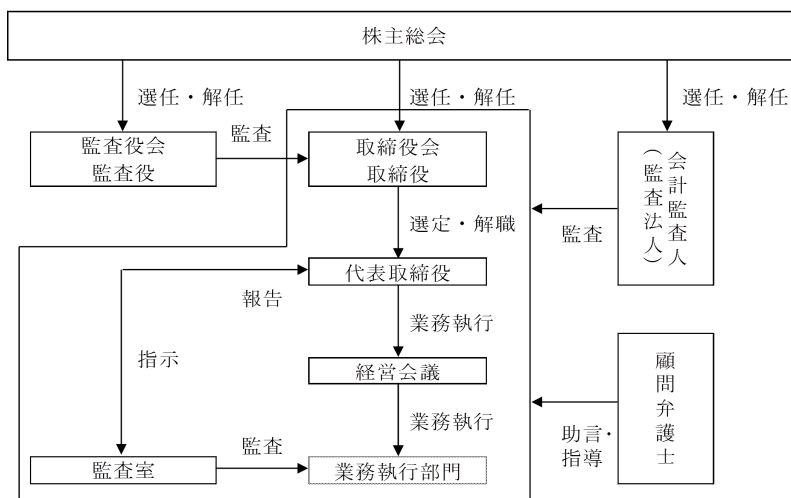 株主総会
選任・解任
選任・解任
選任・解任
監査役会
監査役
監査
取締役会
取締役
会計監査人
(監査法人)
監査
選定・解職
代表取締役
報告
業務執行
指示
経営会議
顧問弁護士
業務執行
助言・
指導
監査室
監査
業務執行部門